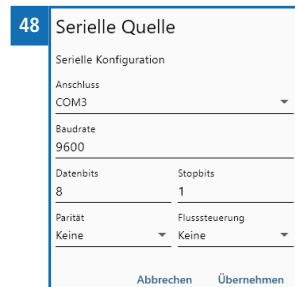 48
Serielle Quelle
Serielle Konfiguration
Anschluss
COM3
Baudrate
9600
Datenbits Stopbits
8 1
Parität Flusssteuerung
Keine Keine
Abbrechen Übernehmen